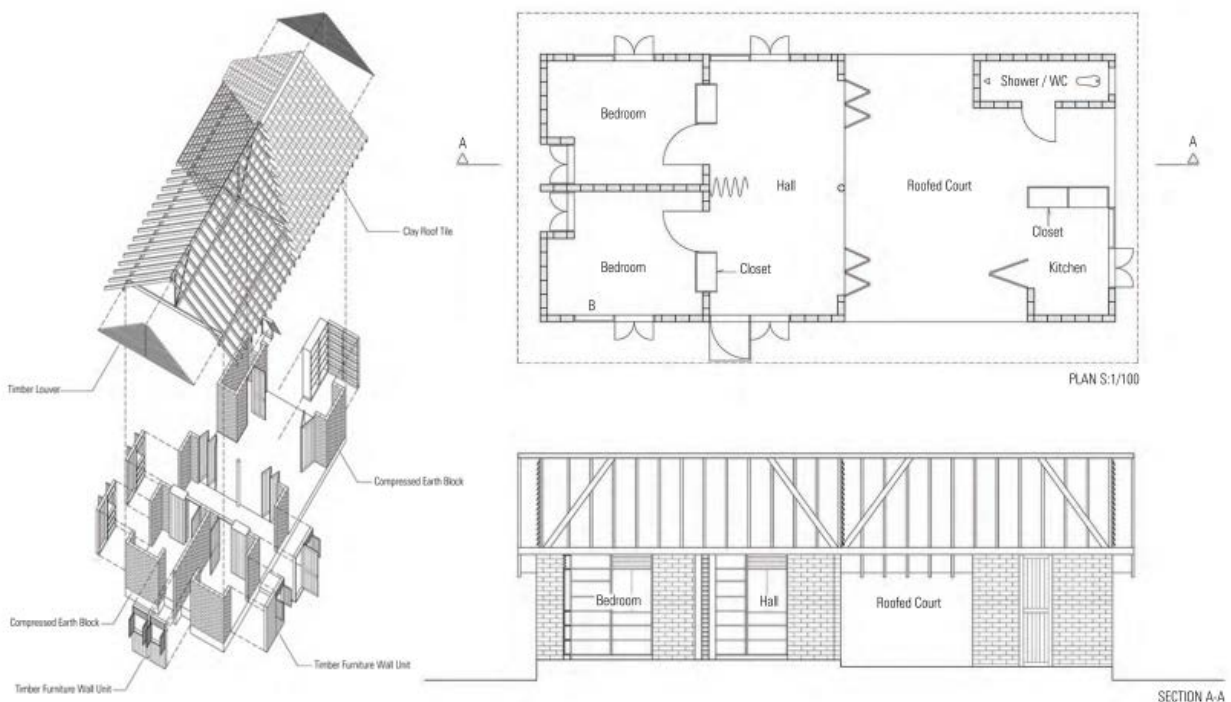 Clay Roof Tile
Timber Louver
Compressed Earth Block
Compressed Earth Block
Timber Furniture Wall Unit
Timber Furniture Wall Unit
A
A
Shower / WC
Bedroom
Hall
Roofed Court
Closet
Bedroom
Closet
Kitchen
B
PLAN S:1/100
Bedroom
Hall
Roofed Court
SECTION A-A